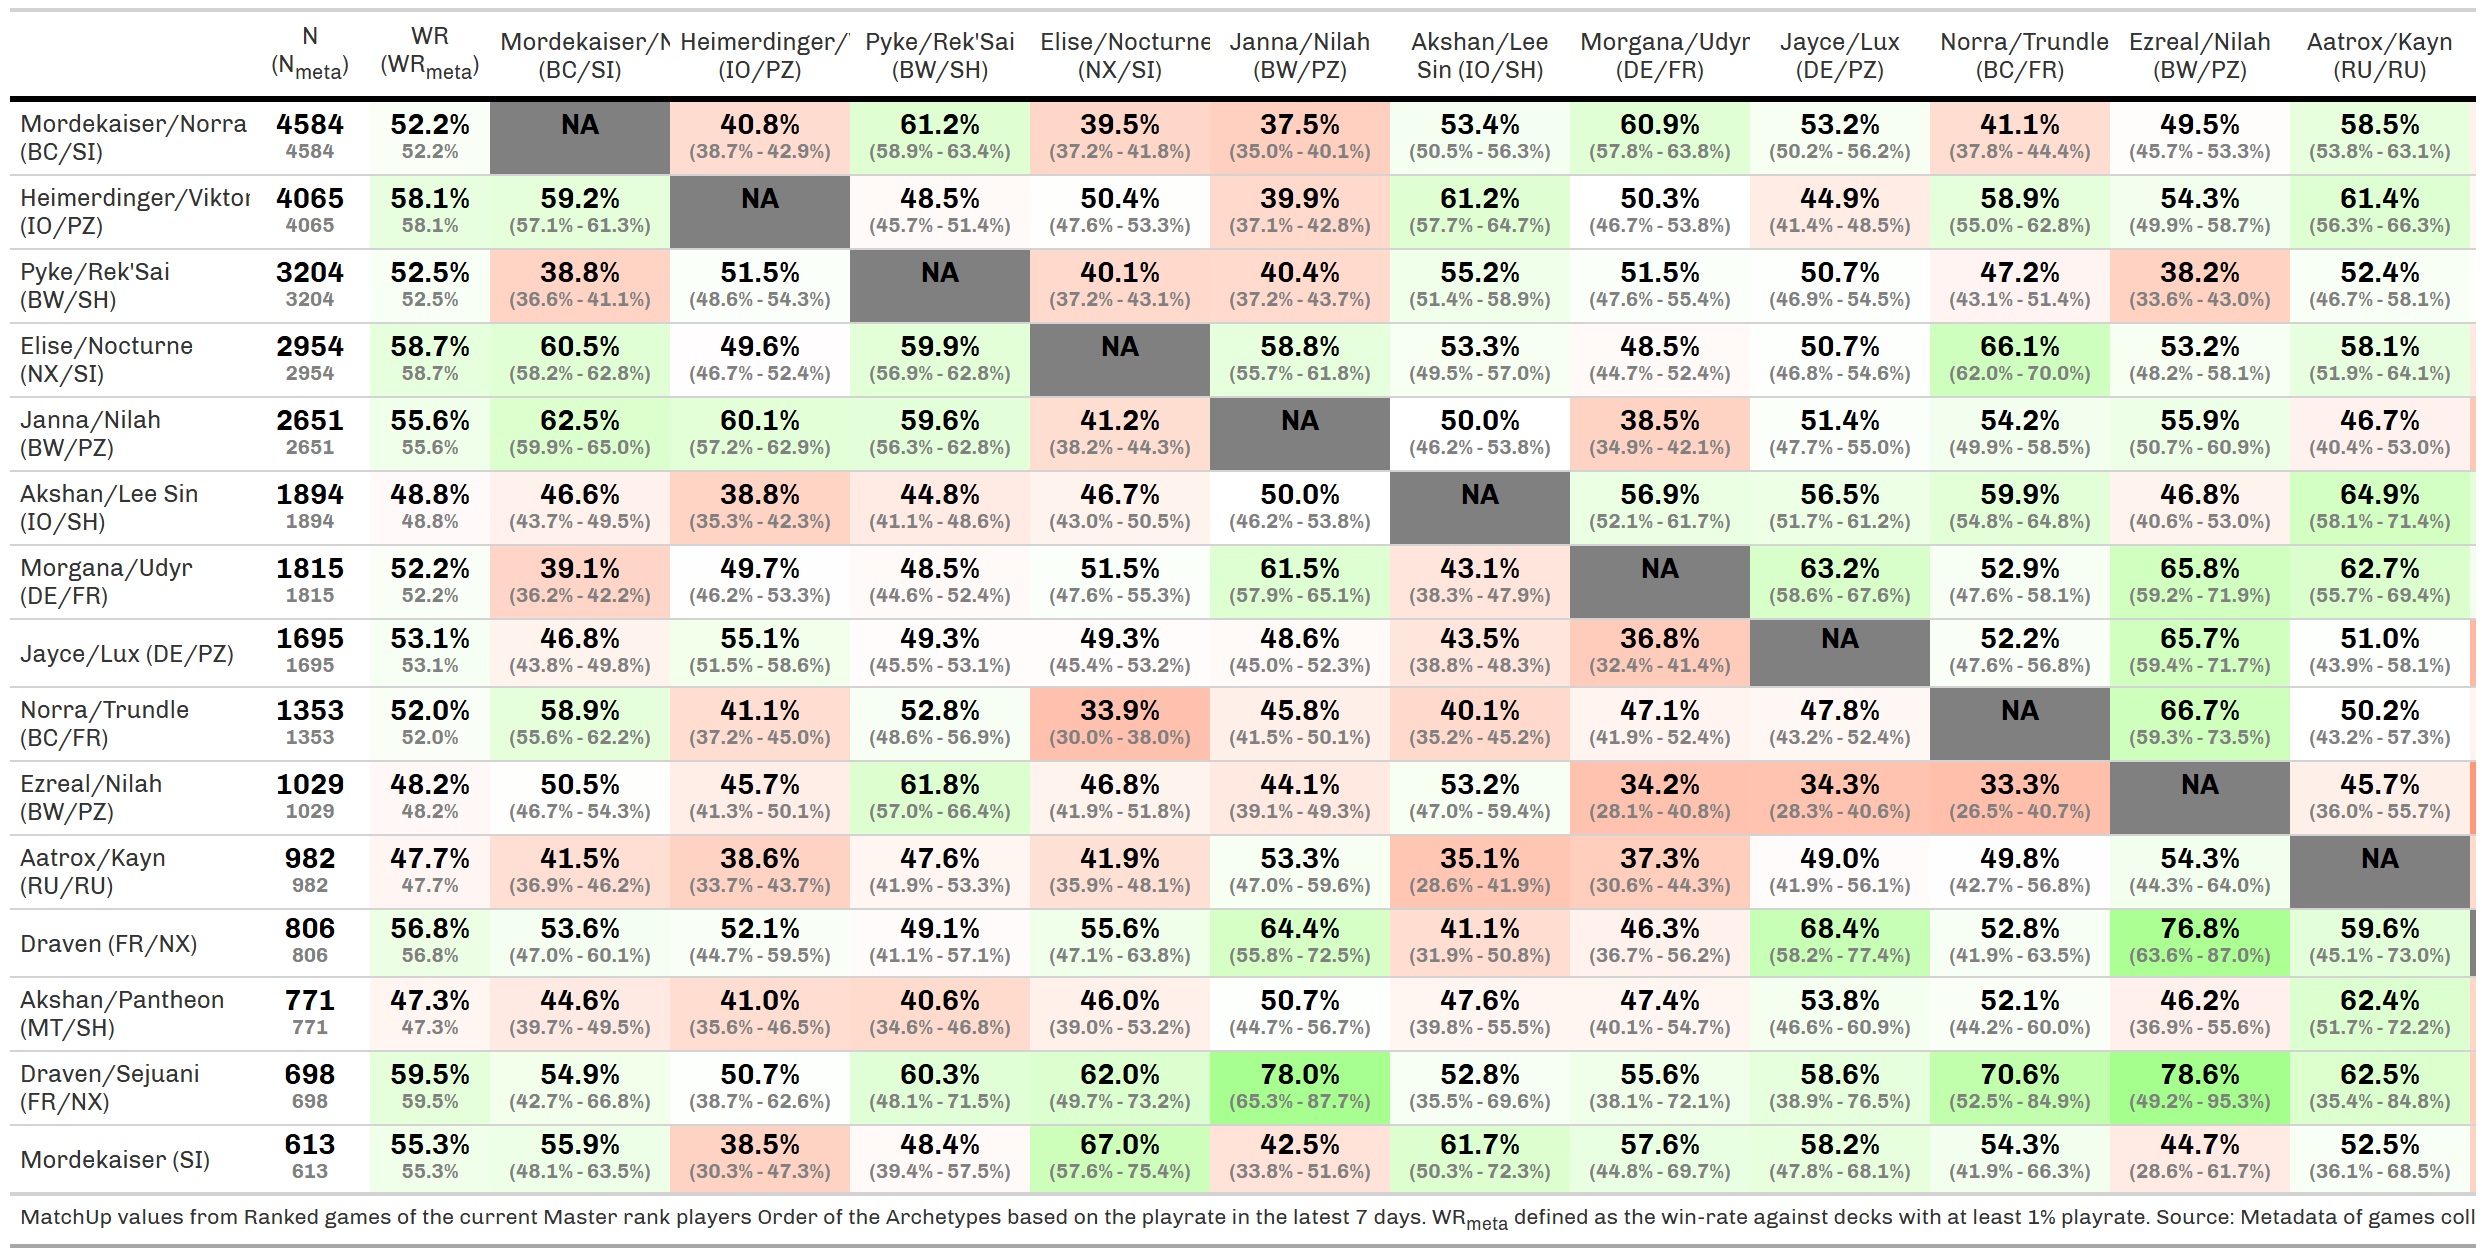 N WR Mordekaiser/N Heimerdinger/ Pyke/Rek'Sai Elise/Nocturne Janna/Nilah Akshan/Lee Morgana/Udyr Jayce/Lux Norra/Trundle Ezreal/Nilah Aatrox/Kayn
(Nmeta) (WRmeta) (BC/SI) (IO/PZ) (BW/SH) (NX/SI) (BW/PZ) Sin (IO/SH) (DE/FR) (DE/PZ) (BC/FR) (BW/PZ) (RU/RU)
Mordekaiser/Norra 4584 52.2% NA 40.8% 61.2% 39.5% 37.5% 53.4% 60.9% 53.2% 41.1% 49.5% 58.5%
(BC/SI) 4584 52.2% (38.7% - 42.9%) (58.9% - 63.4%) (37.2% - 41.8%) (35.0% - 40.1%) (50.5% - 56.3%) (57.8% - 63.8%) (50.2% - 56.2%) (37.8% - 44.4%) (45.7% - 53.3%) (53.8% - 63.1%)
Heimerdinger/Viktor 4065 58.1% 59.2% NA 48.5% 50.4% 39.9% 61.2% 50.3% 44.9% 58.9% 54.3% 61.4%
(IO/PZ) 4065 58.1% (57.1% - 61.3%) (45.7% - 51.4%) (47.6% - 53.3%) (37.1% - 42.8%) (57.7% - 64.7%) (46.7% - 53.8%) (41.4% - 48.5%) (55.0% - 62.8%) (49.9% - 58.7%) (56.3% - 66.3%)
Pyke/Rek'Sai 3204 52.5% 38.8% 51.5% NA 40.1% 40.4% 55.2% 51.5% 50.7% 47.2% 38.2% 52.4%
(BW/SH) 3204 52.5% (36.6% - 41.1%) (48.6% - 54.3%) (37.2% - 43.1%) (37.2% - 43.7%) (51.4% - 58.9%) (47.6% - 55.4%) (46.9% - 54.5%) (43.1% - 51.4%) (33.6% - 43.0%) (46.7% - 58.1%)
Elise/Nocturne 2954 58.7% 60.5% 49.6% 59.9% NA 58.8% 53.3% 48.5% 50.7% 66.1% 53.2% 58.1%
(NX/SI) 2954 58.7% (58.2% - 62.8%) (46.7% - 52.4%) (56.9% - 62.8%) (55.7% - 61.8%) (49.5% - 57.0%) (44.7% - 52.4%) (46.8% - 54.6%) (62.0% - 70.0%) (48.2% - 58.1%) (51.9% - 64.1%)
Janna/Nilah 2651 55.6% 62.5% 60.1% 59.6% 41.2% NA 50.0% 38.5% 51.4% 54.2% 55.9% 46.7%
(BW/PZ) 2651 55.6% (59.9% - 65.0%) (57.2% - 62.9%) (56.3% - 62.8%) (38.2% - 44.3%) (46.2% - 53.8%) (34.9% - 42.1%) (47.7% - 55.0%) (49.9% - 58.5%) (50.7% - 60.9%) (40.4% - 53.0%)
Akshan/Lee Sin 1894 48.8% 46.6% 38.8% 44.8% 46.7% 50.0% NA 56.9% 56.5% 59.9% 46.8% 64.9%
(IO/SH) 1894 48.8% (43.7% - 49.5%) (35.3% - 42.3%) (41.1% - 48.6%) (43.0% - 50.5%) (46.2% - 53.8%) (52.1% - 61.7%) (51.7% - 61.2%) (54.8% - 64.8%) (40.6% - 53.0%) (58.1% - 71.4%)
Morgana/Udyr 1815 52.2% 39.1% 49.7% 48.5% 51.5% 61.5% 43.1% NA 63.2% 52.9% 65.8% 62.7%
(DE/FR) 1815 52.2% (36.2% - 42.2%) (46.2% - 53.3%) (44.6% - 52.4%) (47.6% - 55.3%) (57.9% - 65.1%) (38.3% - 47.9%) (58.6% - 67.6%) (47.6% - 58.1%) (59.2% - 71.9%) (55.7% - 69.4%)
Jayce/Lux (DE/PZ) 1695 53.1% 46.8% 55.1% 49.3% 49.3% 48.6% 43.5% 36.8% NA 52.2% 65.7% 51.0%
1695 53.1% (43.8% - 49.8%) (51.5% - 58.6%) (45.5% - 53.1%) (45.4% - 53.2%) (45.0% - 52.3%) (38.8% - 48.3%) (32.4% - 41.4%) (47.6% - 56.8%) (59.4% - 71.7%) (43.9% - 58.1%)
Norra/Trundle 1353 52.0% 58.9% 41.1% 52.8% 33.9% 45.8% 40.1% 47.1% 47.8% NA 66.7% 50.2%
(BC/FR) 1353 52.0% (55.6% - 62.2%) (37.2% - 45.0%) (48.6% - 56.9%) (30.0% - 38.0%) (41.5% - 50.1%) (35.2% - 45.2%) (41.9% - 52.4%) (43.2% - 52.4%) (59.3% - 73.5%) (43.2% - 57.3%)
Ezreal/Nilah 1029 48.2% 50.5% 45.7% 61.8% 46.8% 44.1% 53.2% 34.2% 34.3% 33.3% NA 45.7%
(BW/PZ) 1029 48.2% (46.7% - 54.3%) (41.3% - 50.1%) (57.0% - 66.4%) (41.9% - 51.8%) (39.1% - 49.3%) (47.0% - 59.4%) (28.1% - 40.8%) (28.3% - 40.6%) (26.5% - 40.7%) (36.0% - 55.7%)
Aatrox/Kayn 982 47.7% 41.5% 38.6% 47.6% 41.9% 53.3% 35.1% 37.3% 49.0% 49.8% 54.3% NA
(RU/RU) 982 47.7% (36.9% - 46.2%) (33.7% - 43.7%) (41.9% - 53.3%) (35.9% - 48.1%) (47.0% - 59.6%) (28.6% - 41.9%) (30.6% - 44.3%) (41.9% - 56.1%) (42.7% - 56.8%) (44.3% - 64.0%)
Draven (FR/NX) 806 56.8% 53.6% 52.1% 49.1% 55.6% 64.4% 41.1% 46.3% 68.4% 52.8% 76.8% 59.6%
806 56.8% (47.0% - 60.1%) (44.7% - 59.5%) (41.1% - 57.1%) (47.1% - 63.8%) (55.8% - 72.5%) (31.9% - 50.8%) (36.7% - 56.2%) (58.2% - 77.4%) (41.9% - 63.5%) (63.6% - 87.0%) (45.1% - 73.0%)
Akshan/Pantheon 771 47.3% 44.6% 41.0% 40.6% 46.0% 50.7% 47.6% 47.4% 53.8% 52.1% 46.2% 62.4%
(MT/SH) 771 47.3% (39.7% - 49.5%) (35.6% - 46.5%) (34.6% - 46.8%) (39.0% - 53.2%) (44.7% - 56.7%) (39.8% - 55.5%) (40.1% - 54.7%) (46.6% - 60.9%) (44.2% - 60.0%) (36.9% - 55.6%) (51.7% - 72.2%)
Draven/Sejuani 698 59.5% 54.9% 50.7% 60.3% 62.0% 78.0% 52.8% 55.6% 58.6% 70.6% 78.6% 62.5%
(FR/NX) 698 59.5% (42.7% - 66.8%) (38.7% - 62.6%) (48.1% - 71.5%) (49.7% - 73.2%) (65.3% - 87.7%) (35.5% - 69.6%) (38.1% - 72.1%) (38.9% - 76.5%) (52.5% - 84.9%) (49.2% - 95.3%) (35.4% - 84.8%)
Mordekaiser (SI) 613 55.3% 55.9% 38.5% 48.4% 67.0% 42.5% 61.7% 57.6% 58.2% 54.3% 44.7% 52.5%
613 55.3% (48.1% - 63.5%) (30.3% - 47.3%) (39.4% - 57.5%) (57.6% - 75.4%) (33.8% - 51.6%) (50.3% - 72.3%) (44.8% - 69.7%) (47.8% - 68.1%) (41.9% - 66.3%) (28.6% - 61.7%) (36.1% - 68.5%)
MatchUp values from Ranked games of the current Master rank players Order of the Archetypes based on the playrate in the latest 7 days. WRmeta defined as the win-rate against decks with at least 1% playrate. Source: Metadata of games coll